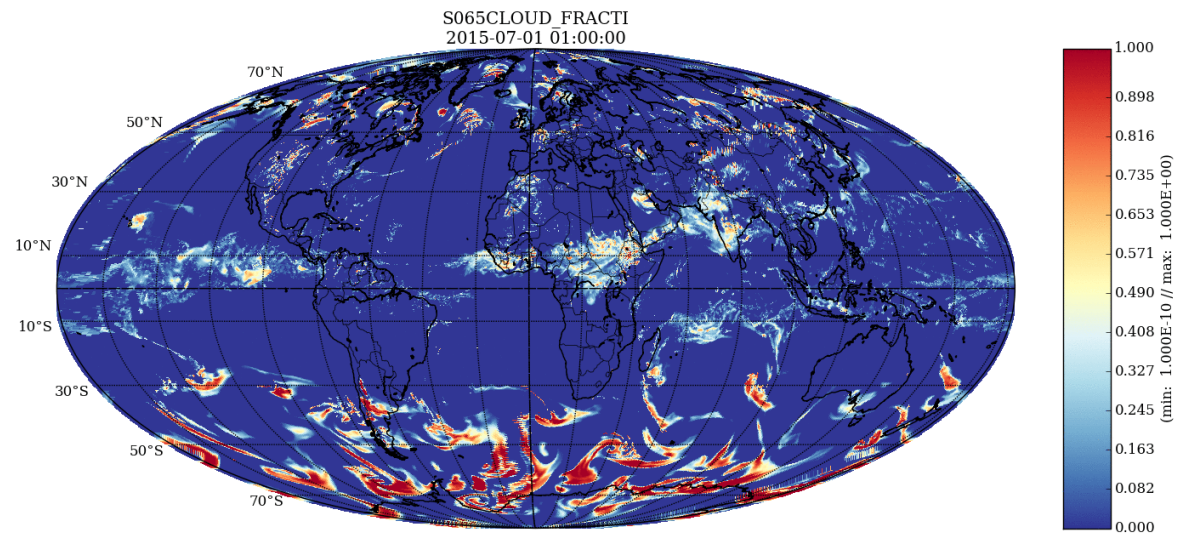 S065CLOUD_FRACTI
2015-07-01 01:00:00
70°N
50°N
30°N
10°N
10°S
30°S
50°S
70°S
1.000
0.898
0.816
0.735
0.653
0.571
0.490
0.408
0.327
0.245
0.163
0.082
0.000
(min: 1.000E-10 // max: 1.000E+00)